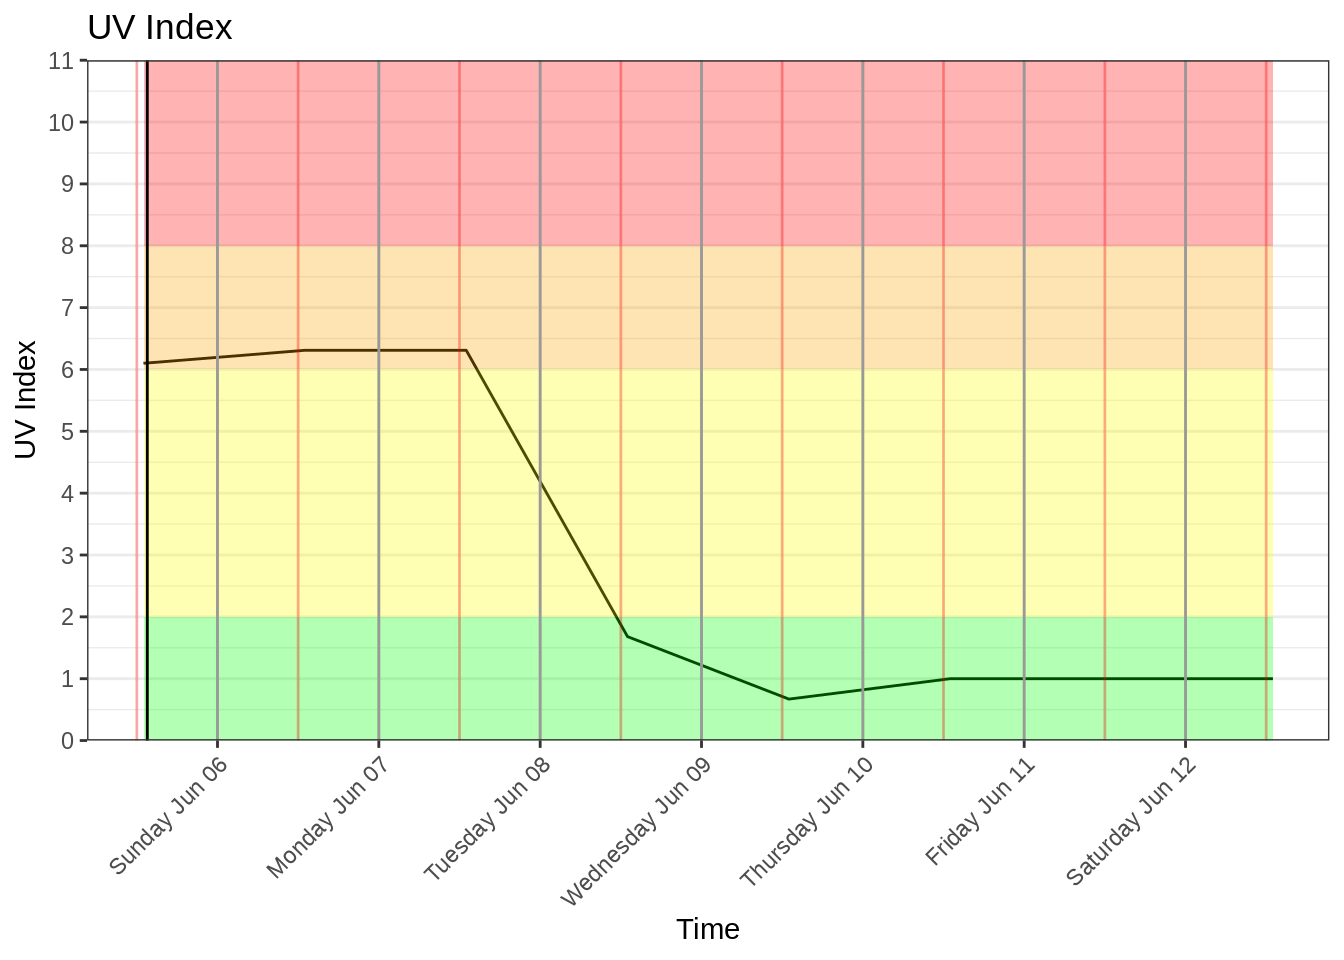 UV Index
11
10
9
8
7
6
5
4
3
2
1
0
UV Index
Sunday Jun 06
Monday Jun 07
Tuesday Jun 08
Wednesday Jun 09
Thursday Jun 10
Friday Jun 11
Saturday Jun 12
Time